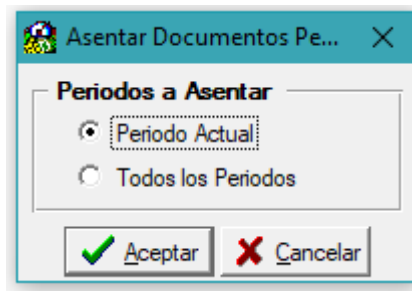 Asentar Documentos Pe...
Periodos a Asentar
Periodo Actual
Todos los Periodos
Aceptar Cancelar